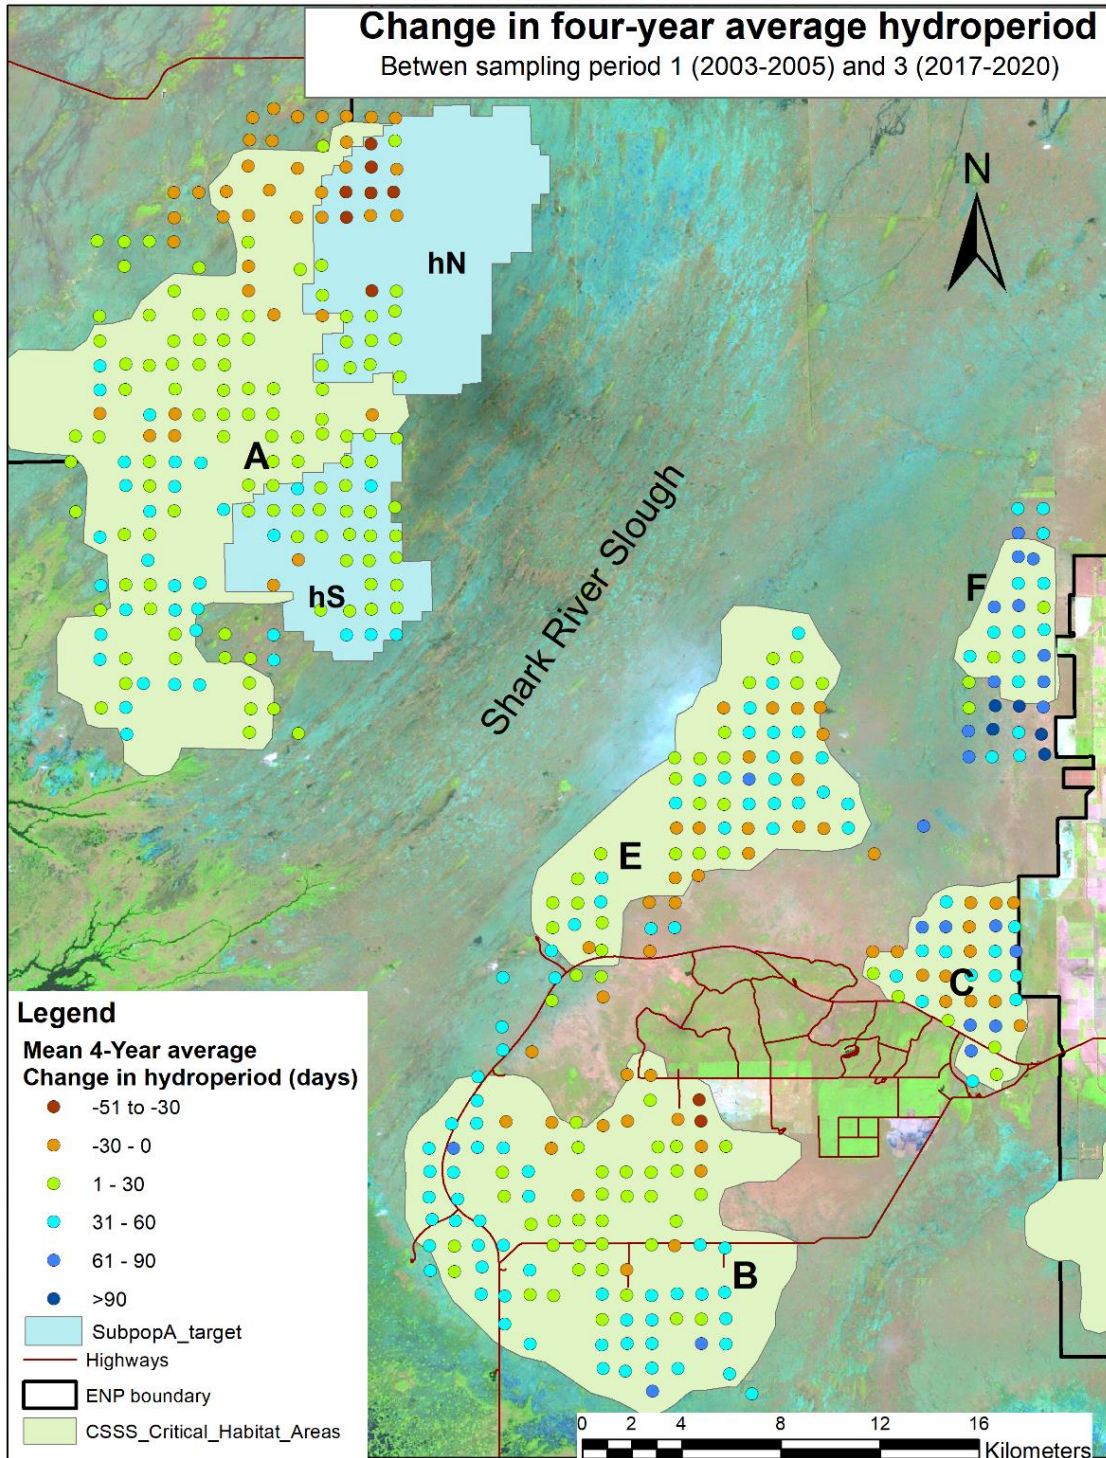 Change in four-year average hydroperiod
Betwen sampling period 1 (2003-2005) and 3 (2017-2020)
N
hN
A
hS
Shark River Slough
F
E
C
B
Legend
Mean 4-Year average
Change in hydroperiod (days)
-51 to -30
-30 - 0
1 - 30
31 - 60
61 - 90
>90
SubpopA_target
Highways
ENP boundary
CSSS_Critical_Habitat_Areas
0 2 4 8 12 16
Kilometers